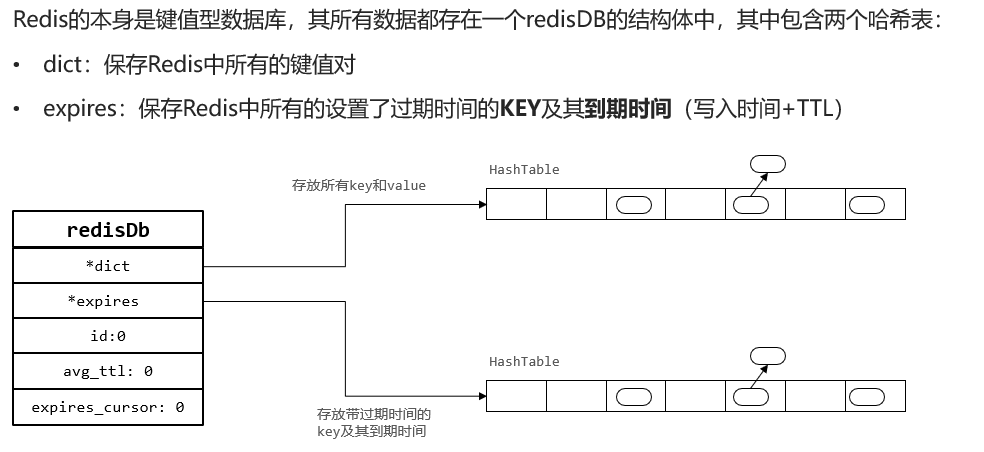 Redis的本身是键值型数据库，其所有数据都存在一个redisDB的结构体中，其中包含两个哈希表：
• dict：保存Redis中所有的键值对
• expires：保存Redis中所有的设置了过期时间的KEY及其到期时间（写入时间+TTL）
HashTable
存放所有key和value
redisDb
*dict
*expires
id:0
avg_ttl: 0
expires_cursor: 0
HashTable
存放带过期时间的
key及其到期时间